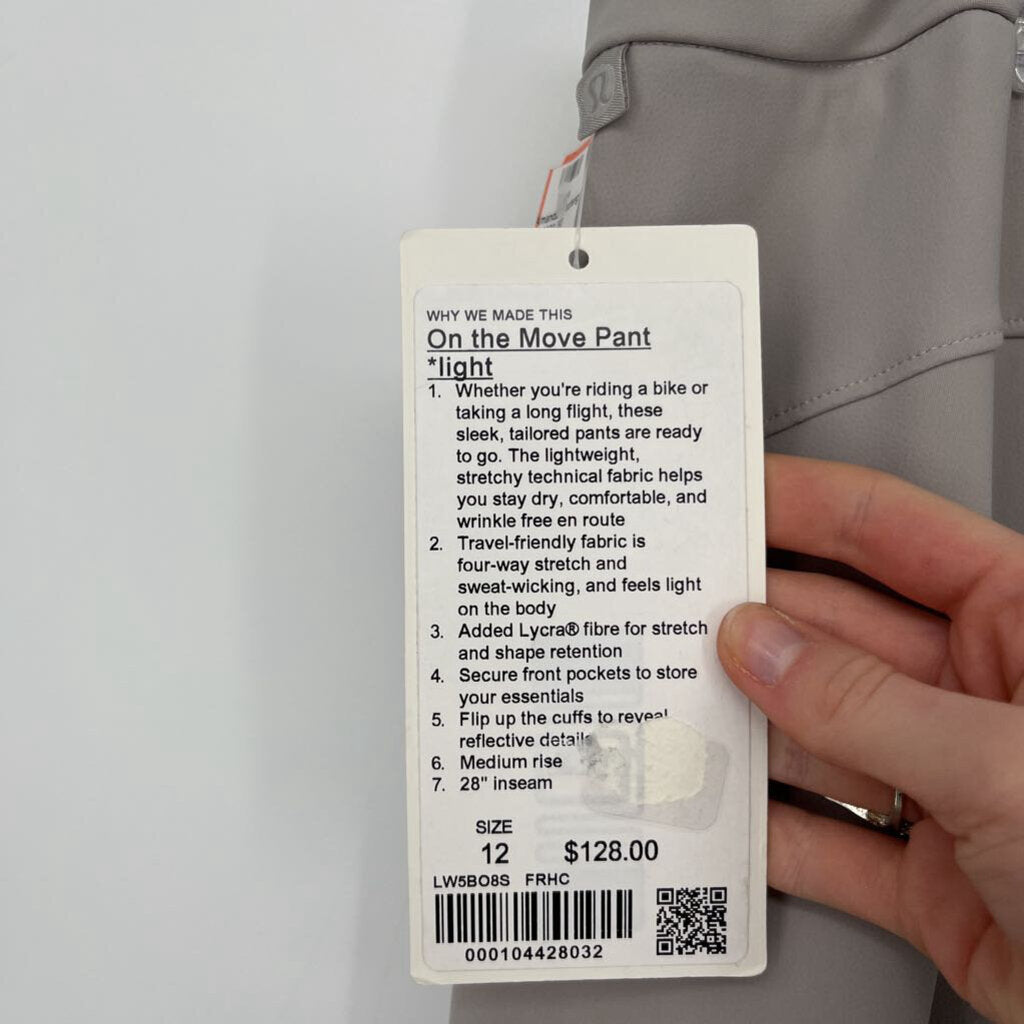 WHY WE MADE THIS
On the Move Pant
*light
1. Whether you're riding a bike or
taking a long flight, these
sleek, tailored pants are ready
to go. The lightweight,
stretchy technical fabric helps
you stay dry, comfortable, and
wrinkle free en route
2. Travel-friendly fabric is
four-way stretch and
sweat-wicking, and feels light
on the body
3. Added Lycra® fibre for stretch
and shape retention
4. Secure front pockets to store
your essentials
5. Flip up the cuffs to reveal
reflective details
6. Medium rise
7. 28" inseam
SIZE
12 $128.00
LW5BO8S FRHC
000104428032